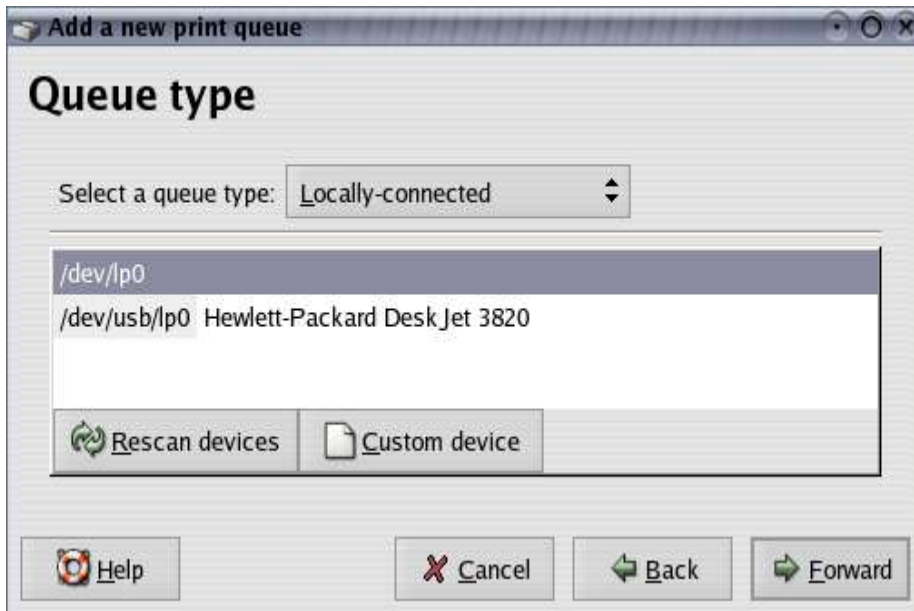 Add a new print queue
Queue type
Select a queue type: Locally-connected
/dev/lp0
/dev/usb/lp0 Hewlett-Packard DeskJet 3820
Rescan devices Custom device
Help Cancel Back Forward